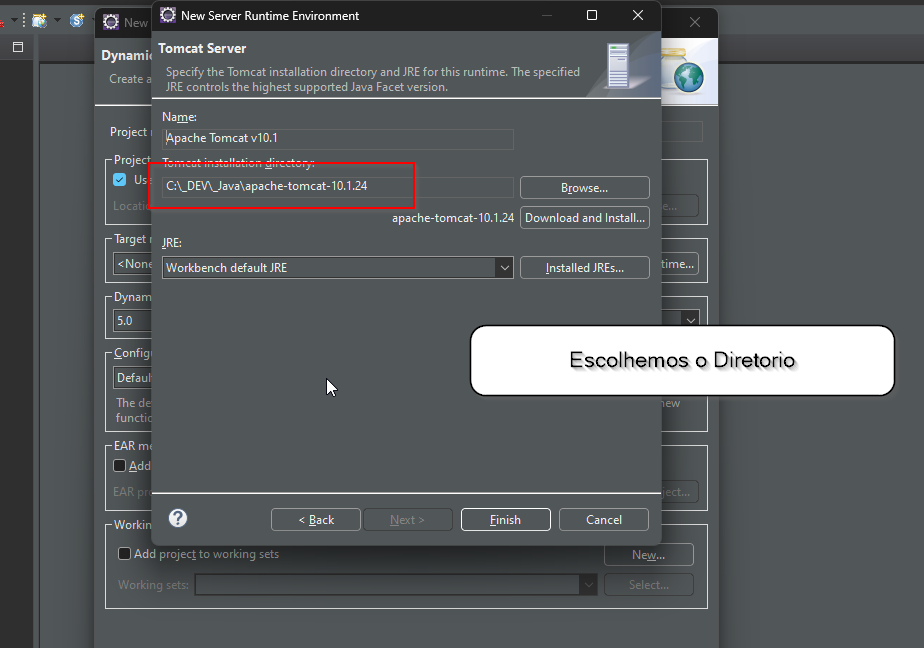 New
New Server Runtime Environment
Dynamic
Create a
Tomcat Server
Specify the Tomcat installation directory and JRE for this runtime. The specified
JRE controls the highest supported Java Facet version.
Project n
Name:
Apache Tomcat v10.1
Project
Tomcat installation directory:
Use
C:\_DEV\_Java\apache-tomcat-10.1.24
Browse...
Locatio
e...
apache-tomcat-10.1.24
Download and Install...
Target r
JRE:
<None
Workbench default JRE
Installed JREs...
time...
Dynam
5.0
Configu
Escolhemos o Diretorio
Defaul
The de
new
functio
EAR me
Add
EAR pro
ject...
< Back
Next >
Finish
Cancel
Working
Add project to working sets
New...
Working sets:
Select...